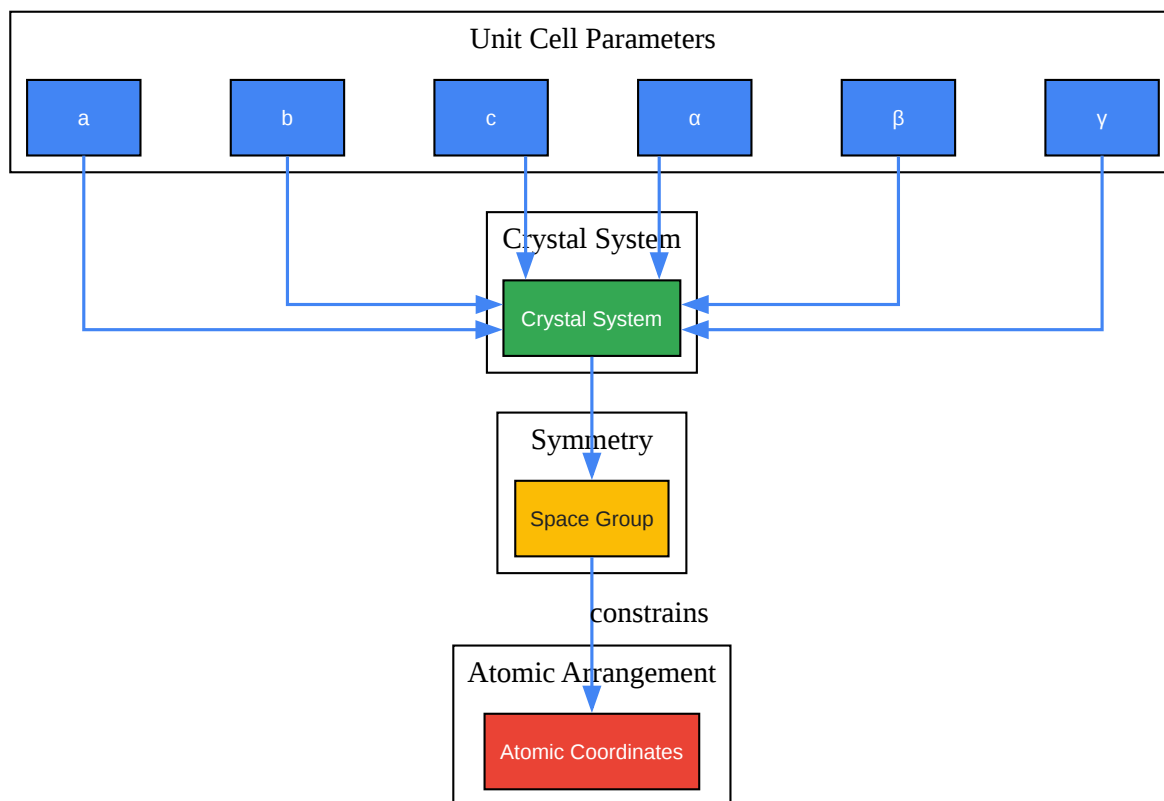 Unit Cell Parameters
a b c α β γ
Crystal System
Crystal System
Symmetry
Space Group
constrains
Atomic Arrangement
Atomic Coordinates